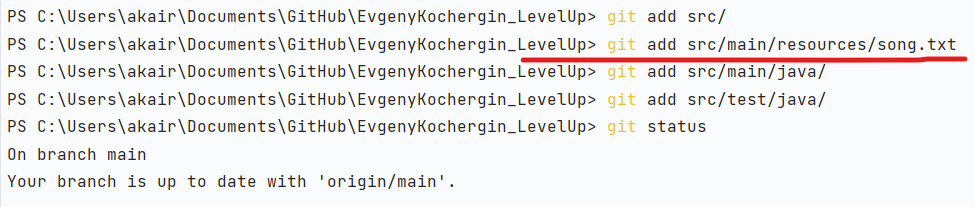 PS C:\Users\akair\Documents\GitHub\EvgenyKochergin_LevelUp> git add src/
PS C:\Users\akair\Documents\GitHub\EvgenyKochergin_LevelUp> git add src/main/resources/song.txt
PS C:\Users\akair\Documents\GitHub\EvgenyKochergin_LevelUp> git add src/main/java/
PS C:\Users\akair\Documents\GitHub\EvgenyKochergin_LevelUp> git add src/test/java/
PS C:\Users\akair\Documents\GitHub\EvgenyKochergin_LevelUp> git status
On branch main
Your branch is up to date with 'origin/main'.